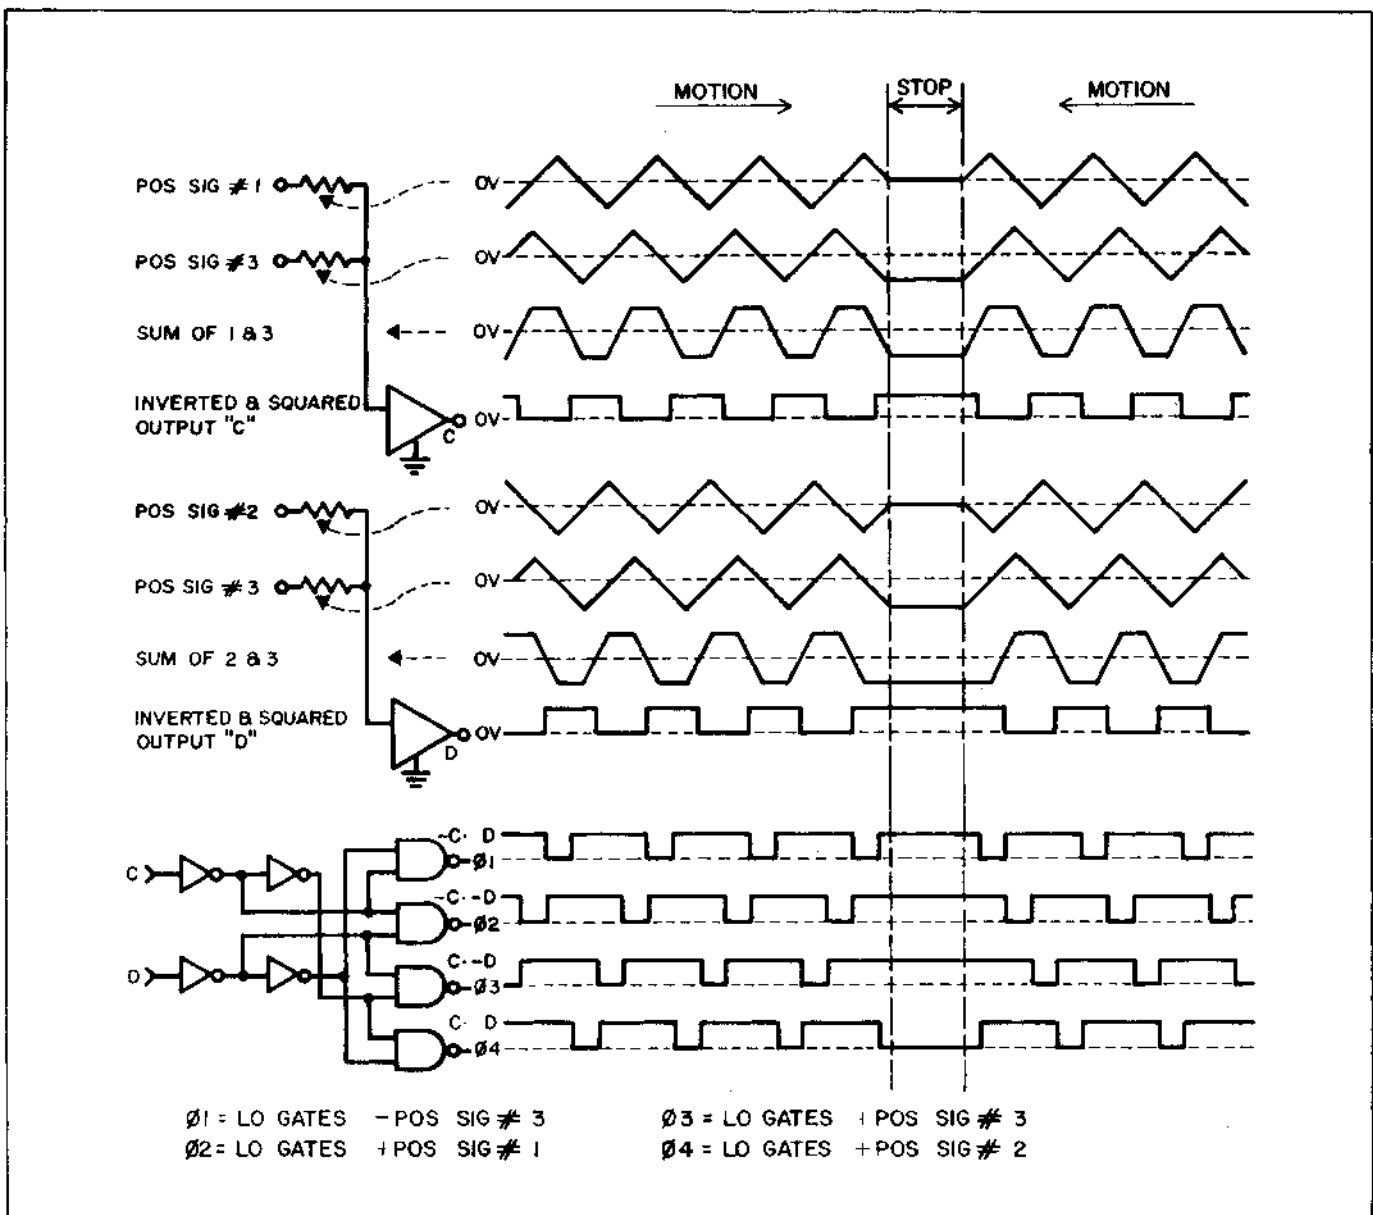 MOTION STOP MOTION
POS SIG # 1 0V
POS SIG # 3 0V
SUM OF 1 & 3 0V
INVERTED & SQUARED
OUTPUT "C"
C 0V
POS SIG #2 0V
POS SIG # 3 0V
SUM OF 2 & 3 0V
INVERTED & SQUARED
OUTPUT "D"
D 0V
-C· D
Ø1
C
-C·-D
Ø2
D
C·-D
Ø3
C· D
Ø4
Ø1 = LO GATES -POS SIG # 3 Ø3 = LO GATES +POS SIG # 3
Ø2 = LO GATES +POS SIG # 1 Ø4 = LO GATES +POS SIG # 2